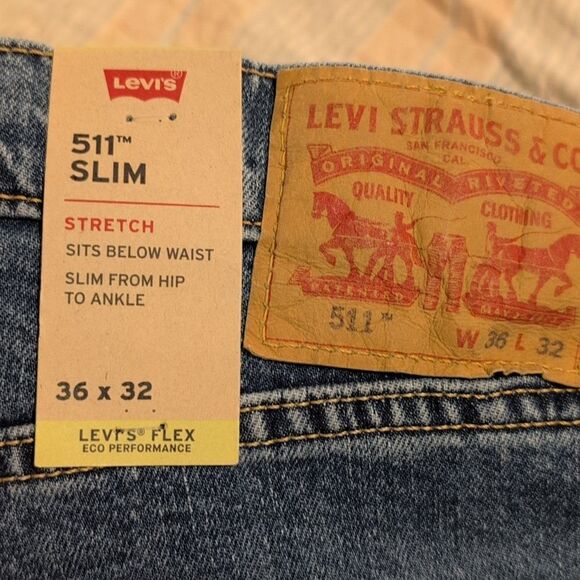 LEVI'S®
511™
SLIM
STRETCH
SITS BELOW WAIST
SLIM FROM HIP
TO ANKLE
36 x 32
LEVI'S® FLEX
ECO PERFORMANCE
LEVI STRAUSS & CO
SAN FRANCISCO
CAL.
ORIGINAL RIVETED
QUALITY CLOTHING
511™
W 36 L 32